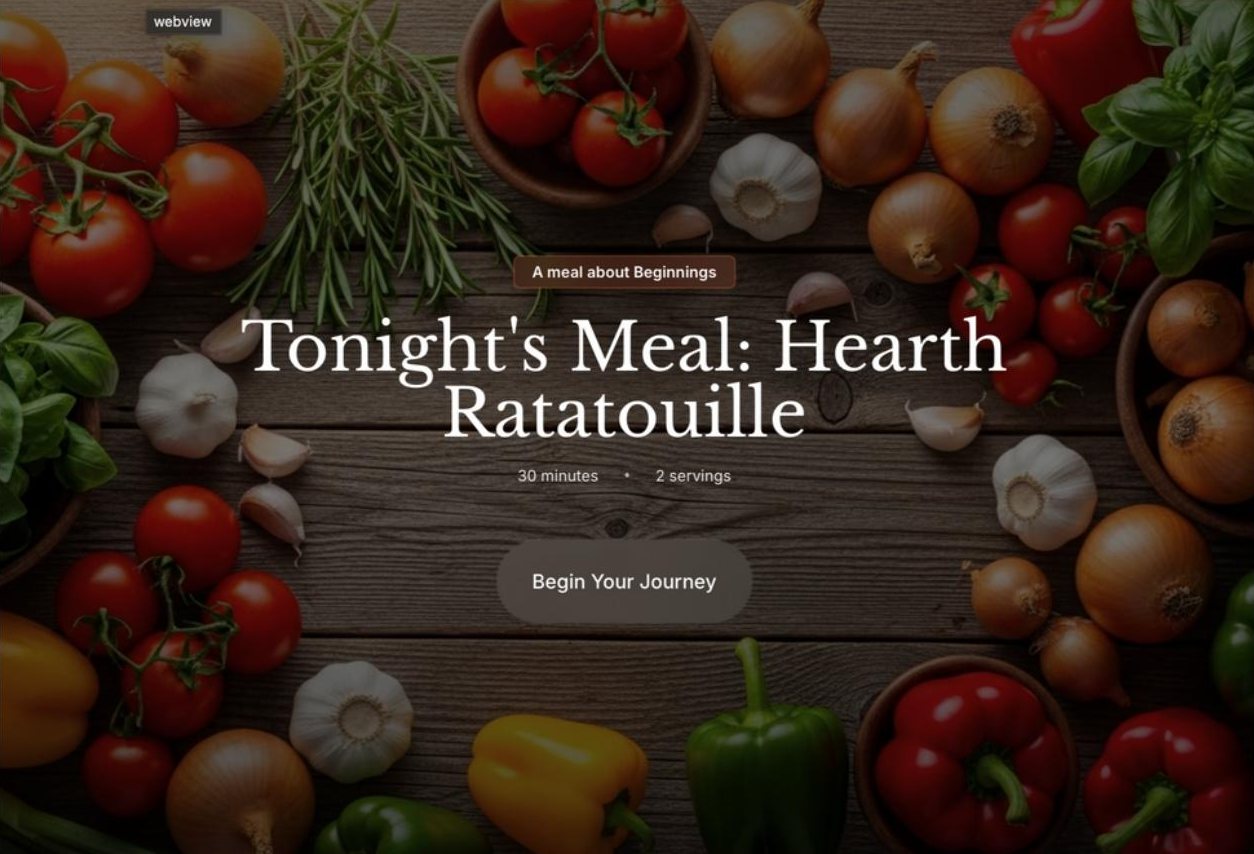 webview
A meal about Beginnings
Tonight's Meal: Hearth
Ratatouille
30 minutes • 2 servings
Begin Your Journey